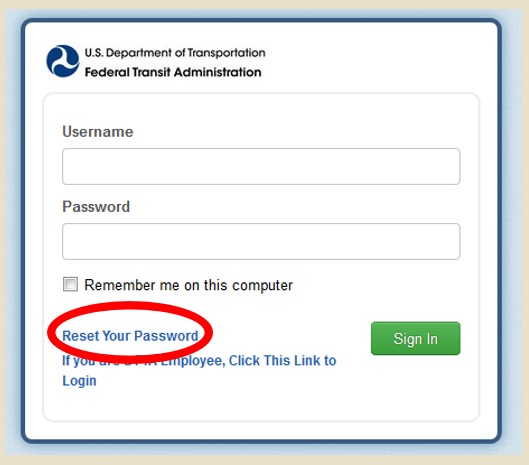 U.S. Department of Transportation
Federal Transit Administration
Username
Password
Remember me on this computer
Reset Your Password
Sign In
If you are a FTA Employee, Click This Link to
Login